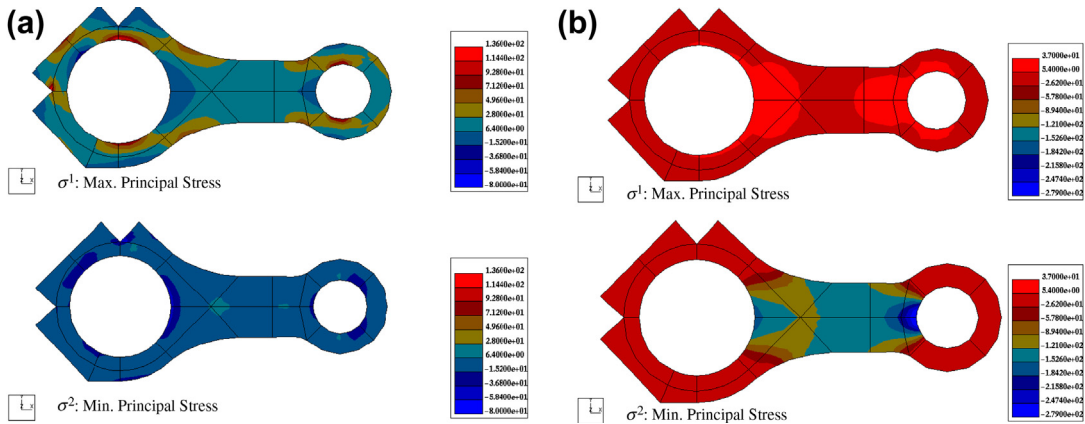 (a)
1.3600e+02
1.1440e+02
9.2800e+01
7.1200e+01
4.9600e+01
2.8000e+01
6.4000e+00
-1.5200e+01
-3.6800e+01
-5.8400e+01
-8.0000e+01
σ1: Max. Principal Stress
1.3600e+02
1.1440e+02
9.2800e+01
7.1200e+01
4.9600e+01
2.8000e+01
6.4000e+00
-1.5200e+01
-3.6800e+01
-5.8400e+01
-8.0000e+01
σ2: Min. Principal Stress
(b)
3.7000e+01
5.4000e+00
-2.6200e+01
-5.7800e+01
-8.9400e+01
-1.2100e+02
-1.5260e+02
-1.8420e+02
-2.1580e+02
-2.4740e+02
-2.7900e+02
σ1: Max. Principal Stress
3.7000e+01
5.4000e+00
-2.6200e+01
-5.7800e+01
-8.9400e+01
-1.2100e+02
-1.5260e+02
-1.8420e+02
-2.1580e+02
-2.4740e+02
-2.7900e+02
σ2: Min. Principal Stress